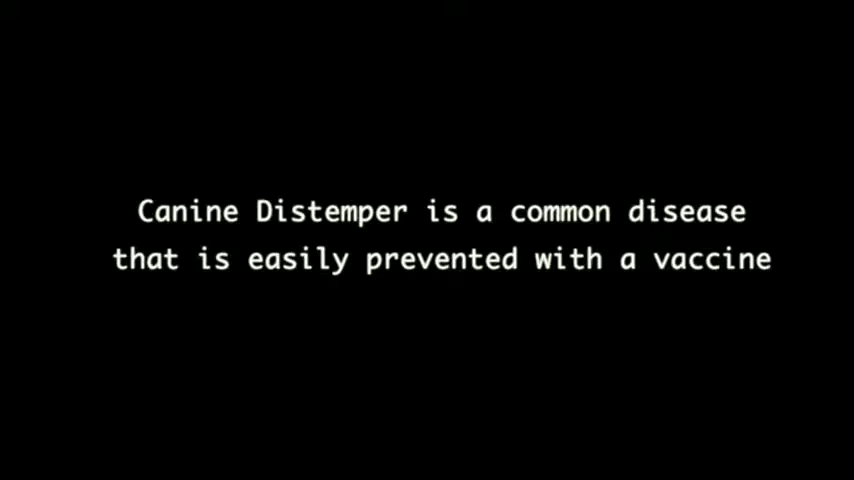 Canine Distemper is a common disease
that is easily prevented with a vaccine